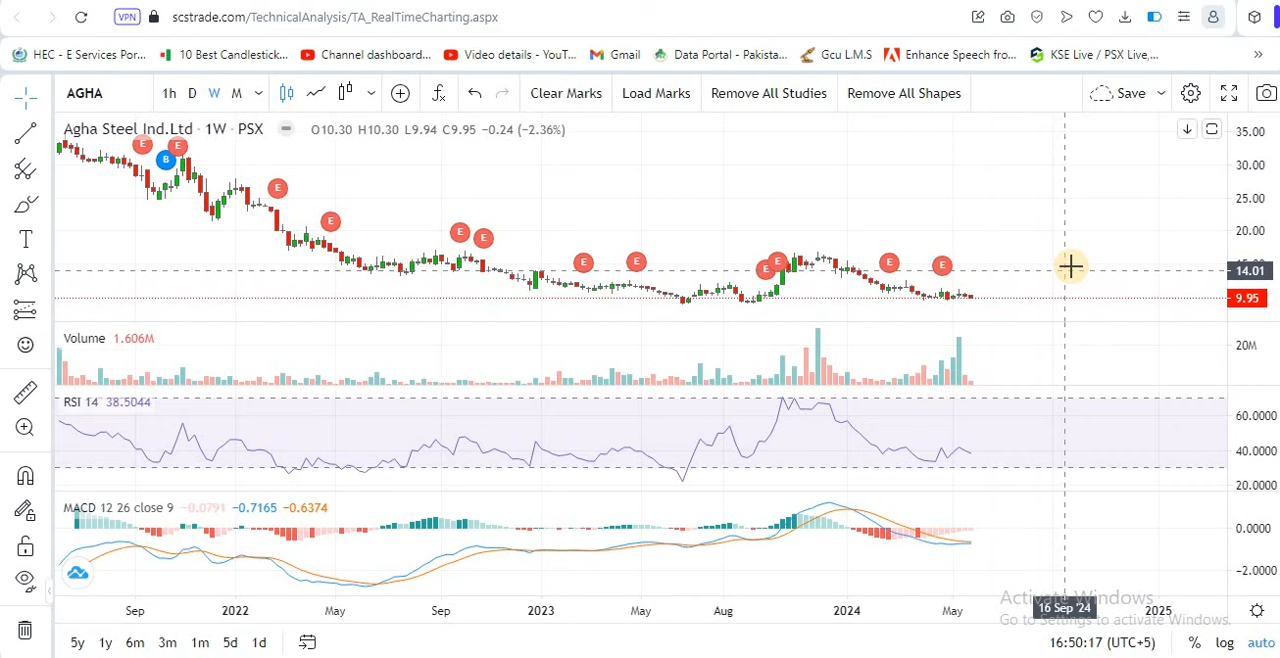 VPN scstrade.com/TechnicalAnalysis/TA_RealTimeCharting.aspx
HEC - E Services Por... 10 Best Candlestick... Channel dashboard... Video details - YouT... Gmail Data Portal - Pakista... Gcu L.M.S Enhance Speech fro... KSE Live / PSX Live,... »
AGHA 1h D W M Clear Marks Load Marks Remove All Studies Remove All Shapes Save
Agha Steel Ind.Ltd · 1W · PSX O10.30 H10.30 L9.94 C9.95 −0.24 (−2.36%)
35.00
30.00
25.00
20.00
14.01
9.95
E E B E E E E E E E E E E
Volume 1.606M
20M
RSI 14 38.5044
60.0000
40.0000
20.0000
MACD 12 26 close 9 −0.0791 −0.7165 −0.6374
0.0000
−2.0000
Sep 2022 May Sep 2023 May Aug 2024 May 16 Sep '24 2025
Activate Windows
Go to Settings to activate Windows.
5y 1y 6m 3m 1m 5d 1d 16:50:17 (UTC+5) % log auto